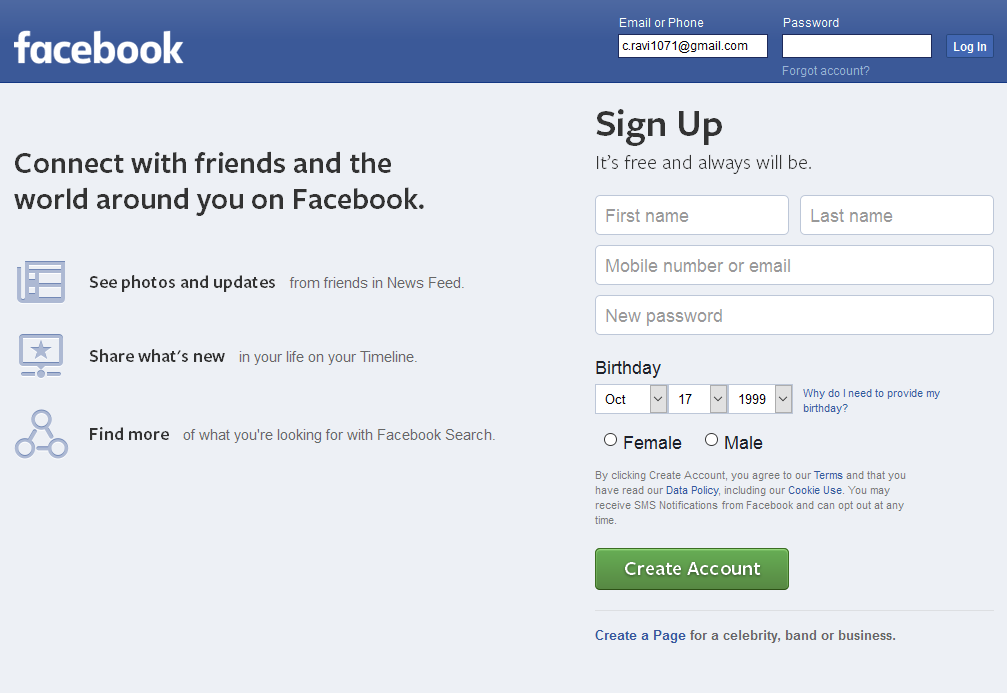 facebook
Email or Phone
Password
c.ravi1071@gmail.com
Log In
Forgot account?
Connect with friends and the
world around you on Facebook.
See photos and updates from friends in News Feed.
Share what's new in your life on your Timeline.
Find more of what you're looking for with Facebook Search.
Sign Up
It's free and always will be.
First name
Last name
Mobile number or email
New password
Birthday
Oct 17 1999
Why do I need to provide my
birthday?
Female Male
By clicking Create Account, you agree to our Terms and that you
have read our Data Policy, including our Cookie Use. You may
receive SMS Notifications from Facebook and can opt out at any
time.
Create Account
Create a Page for a celebrity, band or business.